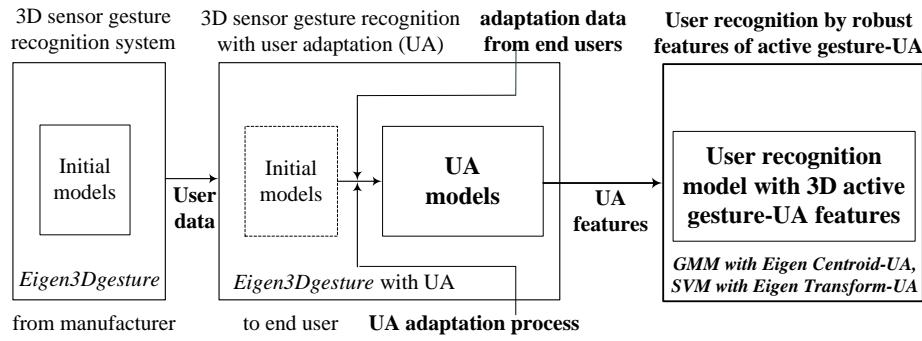 3D sensor gesture
recognition system
Initial
models
Eigen3Dgesture
from manufacturer
User
data
3D sensor gesture recognition
with user adaptation (UA)
adaptation data
from end users
Initial
models
UA
models
Eigen3Dgesture with UA
to end user
UA adaptation process
UA
features
User recognition by robust
features of active gesture-UA
User recognition
model with 3D active
gesture-UA features
GMM with Eigen Centroid-UA,
SVM with Eigen Transform-UA